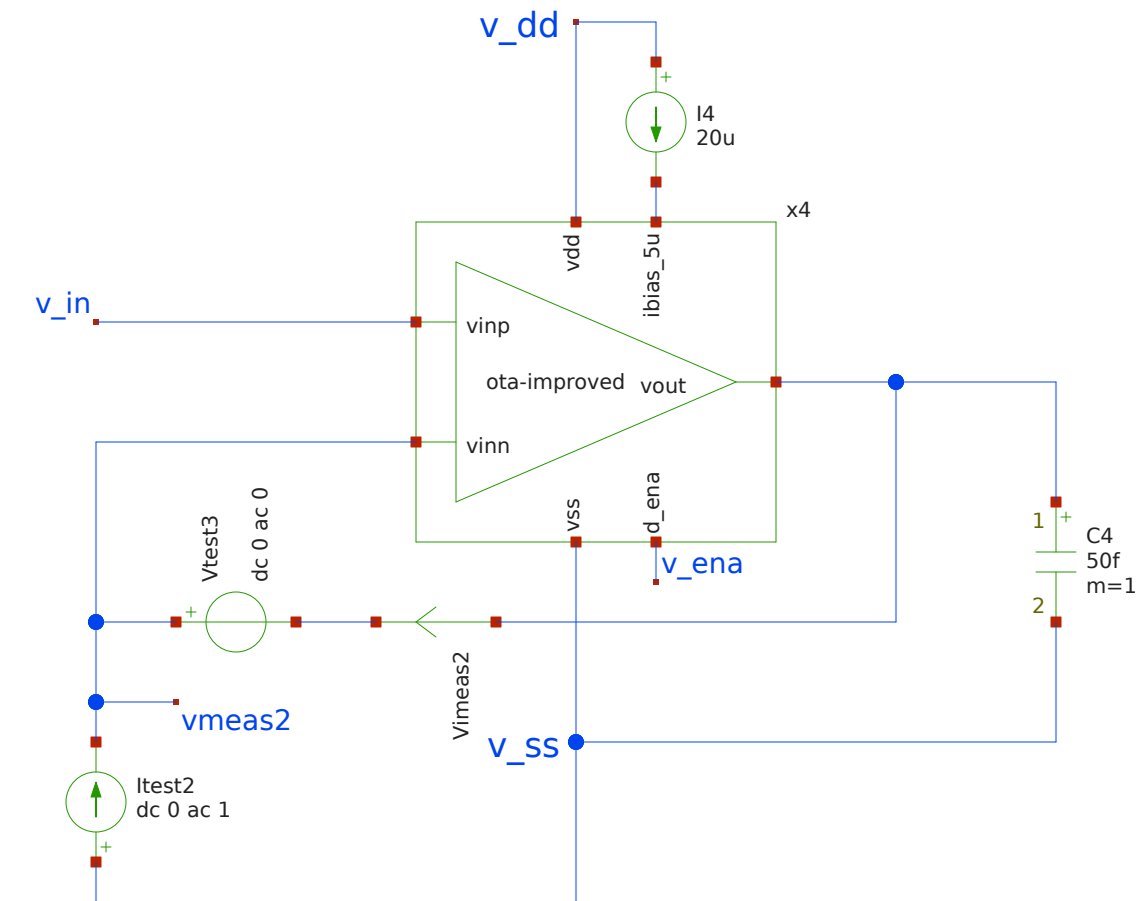 v_dd
+
I4
20u
x4
vdd
ibias_5u
v_in
vinp
ota-improved
vout
vinn
vss
d_ena
v_ena
Vtest3
dc 0 ac 0
+
1
+
C4
50f
m=1
2
Vimeas2
vmeas2
v_ss
Itest2
dc 0 ac 1
+